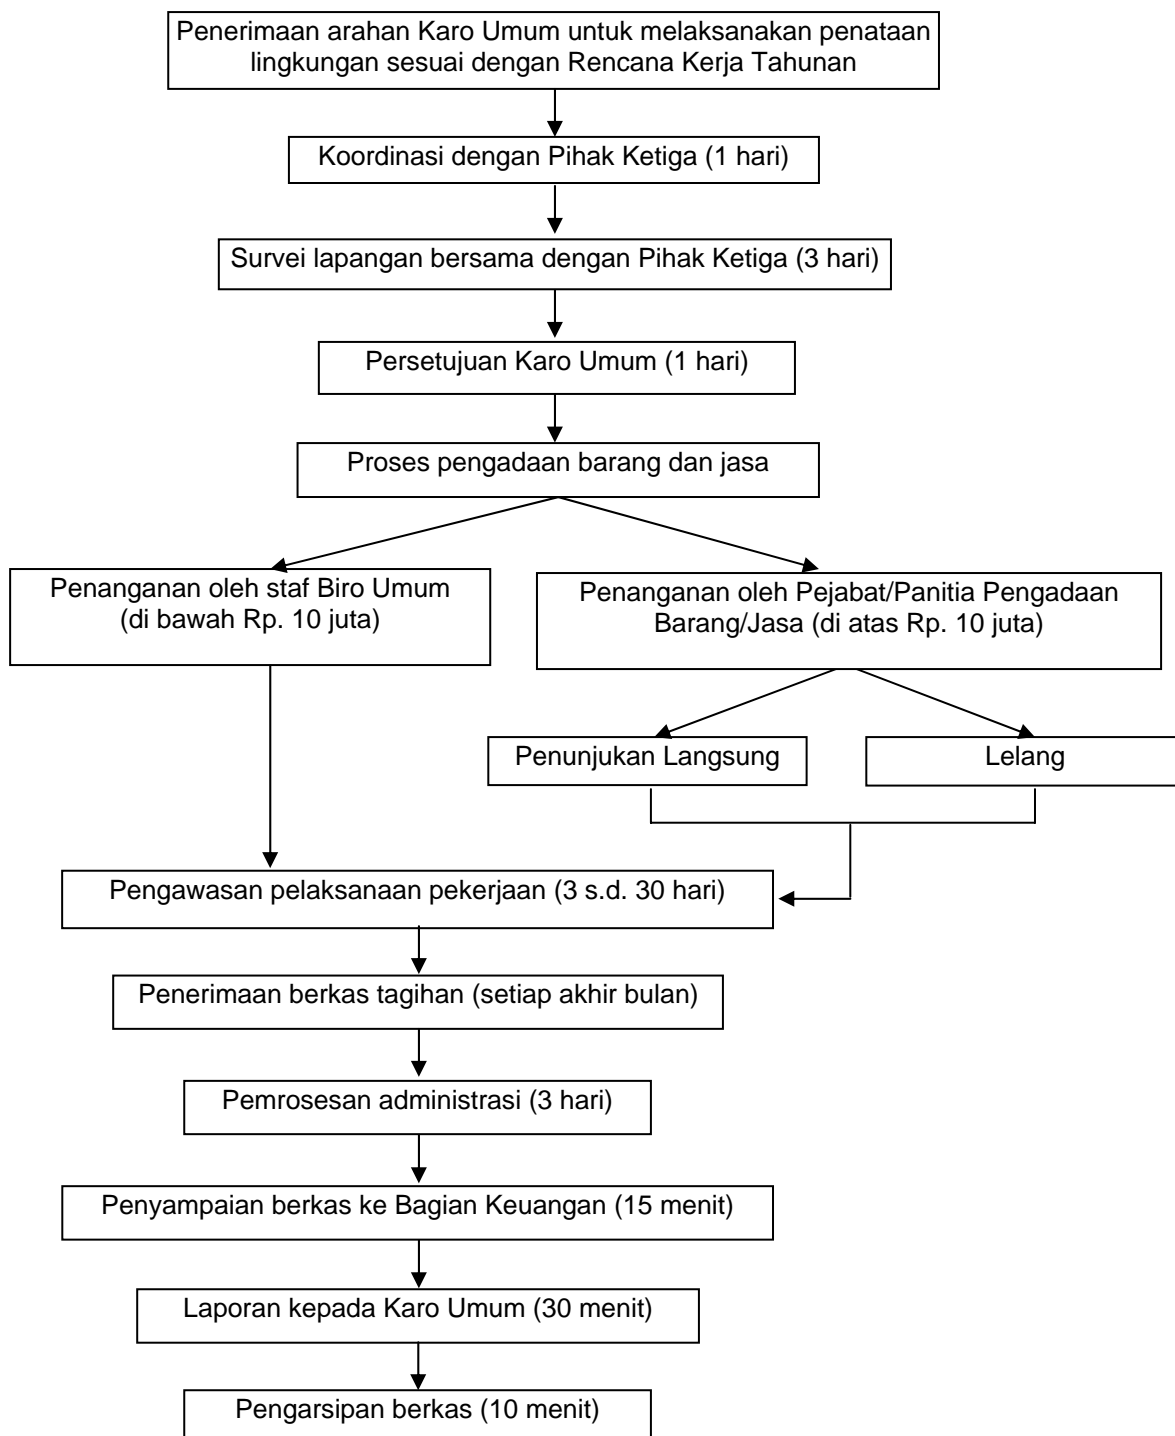 Penerimaan arahan Karo Umum untuk melaksanakan penataan
lingkungan sesuai dengan Rencana Kerja Tahunan
Koordinasi dengan Pihak Ketiga (1 hari)
Survei lapangan bersama dengan Pihak Ketiga (3 hari)
Persetujuan Karo Umum (1 hari)
Proses pengadaan barang dan jasa
Penanganan oleh staf Biro Umum
(di bawah Rp. 10 juta)
Penanganan oleh Pejabat/Panitia Pengadaan
Barang/Jasa (di atas Rp. 10 juta)
Penunjukan Langsung
Lelang
Pengawasan pelaksanaan pekerjaan (3 s.d. 30 hari)
Penerimaan berkas tagihan (setiap akhir bulan)
Pemrosesan administrasi (3 hari)
Penyampaian berkas ke Bagian Keuangan (15 menit)
Laporan kepada Karo Umum (30 menit)
Pengarsipan berkas (10 menit)